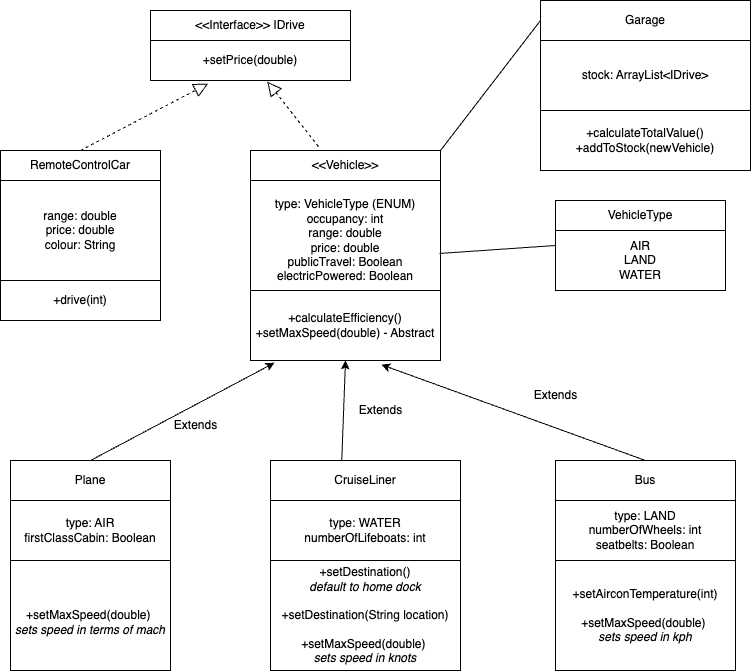 <<Interface>> IDrive
+setPrice(double)
Garage
stock: ArrayList<IDrive>
+calculateTotalValue()
+addToStock(newVehicle)
RemoteControlCar
range: double
price: double
colour: String
+drive(int)
<<Vehicle>>
type: VehicleType (ENUM)
occupancy: int
range: double
price: double
publicTravel: Boolean
electricPowered: Boolean
+calculateEfficiency()
+setMaxSpeed(double) - Abstract
VehicleType
AIR
LAND
WATER
Extends
Extends
Extends
Plane
type: AIR
firstClassCabin: Boolean
+setMaxSpeed(double)
sets speed in terms of mach
CruiseLiner
type: WATER
numberOfLifeboats: int
+setDestination()
default to home dock
+setDestination(String location)
+setMaxSpeed(double)
sets speed in knots
Bus
type: LAND
numberOfWheels: int
seatbelts: Boolean
+setAirconTemperature(int)
+setMaxSpeed(double)
sets speed in kph